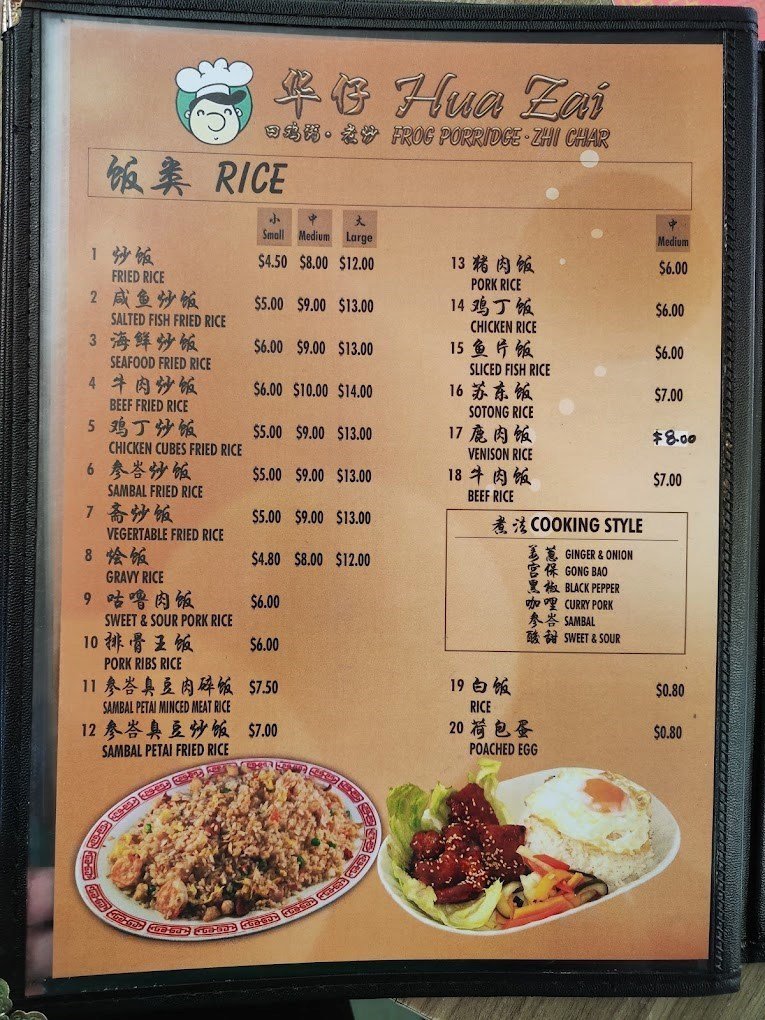 华仔 Hua Zai
田鸡粥·煮炒 FROG PORRIDGE·ZHI CHAR
饭类 RICE
小 中 大
Small Medium Large
1 炒饭 $4.50 $8.00 $12.00
FRIED RICE
2 咸鱼炒饭 $5.00 $9.00 $13.00
SALTED FISH FRIED RICE
3 海鲜炒饭 $6.00 $9.00 $13.00
SEAFOOD FRIED RICE
4 牛肉炒饭 $6.00 $10.00 $14.00
BEEF FRIED RICE
5 鸡丁炒饭 $5.00 $9.00 $13.00
CHICKEN CUBES FRIED RICE
6 参峇炒饭 $5.00 $9.00 $13.00
SAMBAL FRIED RICE
7 斋炒饭 $5.00 $9.00 $13.00
VEGERTABLE FRIED RICE
8 烩饭 $4.80 $8.00 $12.00
GRAVY RICE
9 咕噜肉饭 $6.00
SWEET & SOUR PORK RICE
10 排骨王饭 $6.00
PORK RIBS RICE
11 参峇臭豆肉碎饭 $7.50
SAMBAL PETAI MINCED MEAT RICE
12 参峇臭豆炒饭 $7.00
SAMBAL PETAI FRIED RICE
中
Medium
13 猪肉饭 $6.00
PORK RICE
14 鸡丁饭 $6.00
CHICKEN RICE
15 鱼片饭 $6.00
SLICED FISH RICE
16 苏东饭 $7.00
SOTONG RICE
17 鹿肉饭 $8.00
VENISON RICE
18 牛肉饭 $7.00
BEEF RICE
煮法 COOKING STYLE
姜葱 GINGER & ONION
宫保 GONG BAO
黑椒 BLACK PEPPER
咖哩 CURRY PORK
参峇 SAMBAL
酸甜 SWEET & SOUR
19 白饭 $0.80
RICE
20 荷包蛋 $0.80
POACHED EGG